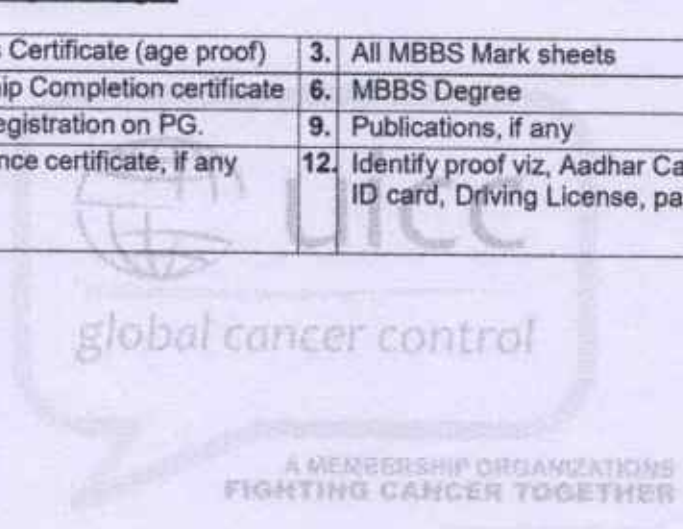 s Certificate (age proof) 3. All MBBS Mark sheets
ip Completion certificate 6. MBBS Degree
egistration on PG. 9. Publications, if any
nce certificate, if any 12. Identify proof viz, Aadhar Ca
ID card, Driving License, pa
uicc
global cancer control
A MEMBERSHIP ORGANIZATIONS
FIGHTING CANCER TOGETHER